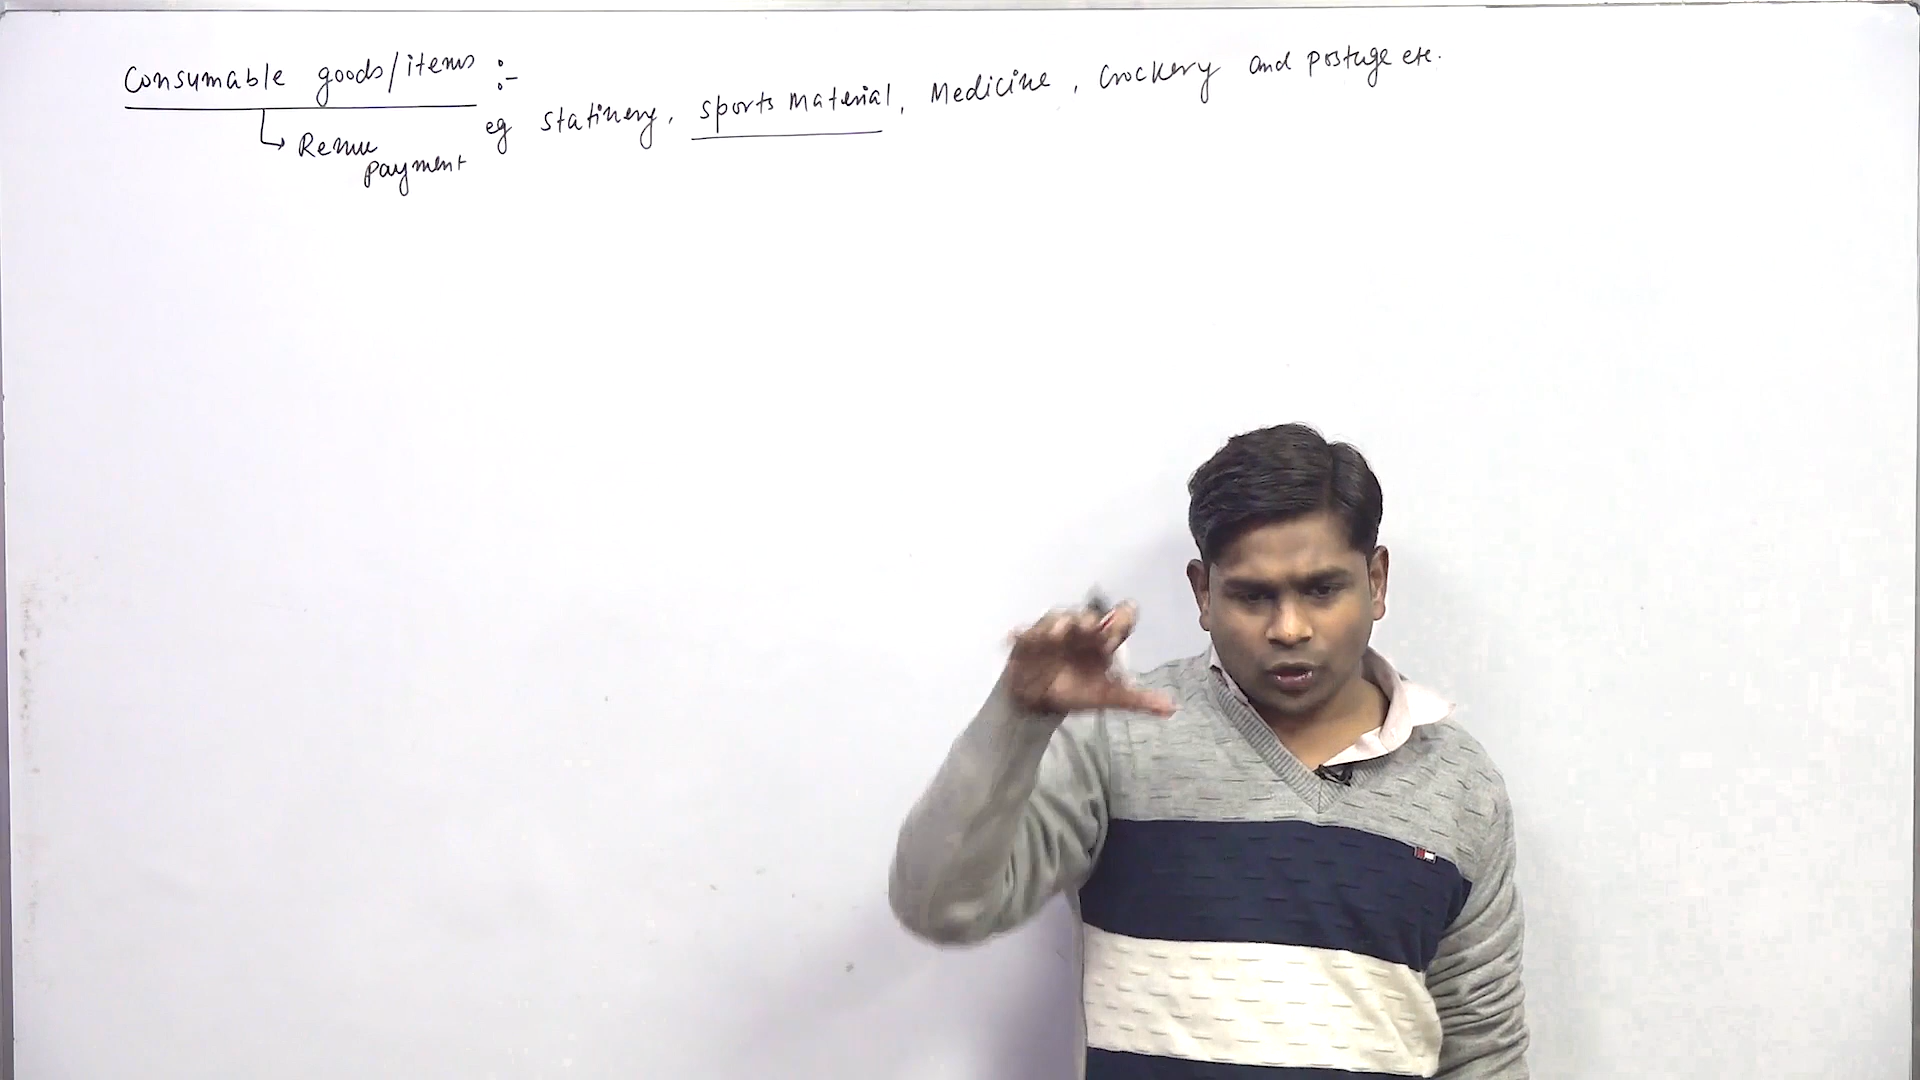 Consumable goods/items :-
eg stationery, sports material, Medicine, Crockery and postage etc.
Revenue
payment